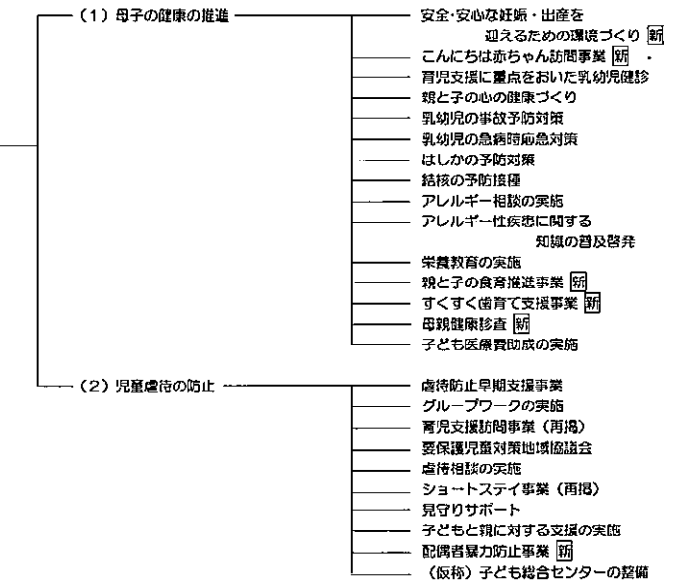 （1）母子の健康の推進
安全・安心な妊娠・出産を
迎えるための環境づくり 新
こんにちは赤ちゃん訪問事業 新
育児支援に重点をおいた乳幼児健診
親と子の心の健康づくり
乳幼児の事故予防対策
乳幼児の急病時応急対策
はしかの予防対策
結核の予防接種
アレルギー相談の実施
アレルギー性疾患に関する
知識の普及啓発
栄養教育の実施
親と子の食育推進事業 新
すくすく歯育て支援事業 新
母親健康診査 新
子ども医療費助成の実施
（2）児童虐待の防止
虐待防止早期支援事業
グループワークの実施
育児支援訪問事業（再掲）
要保護児童対策地域協議会
虐待相談の実施
ショートステイ事業（再掲）
見守りサポート
子どもと親に対する支援の実施
配偶者暴力防止事業 新
（仮称）子ども総合センターの整備